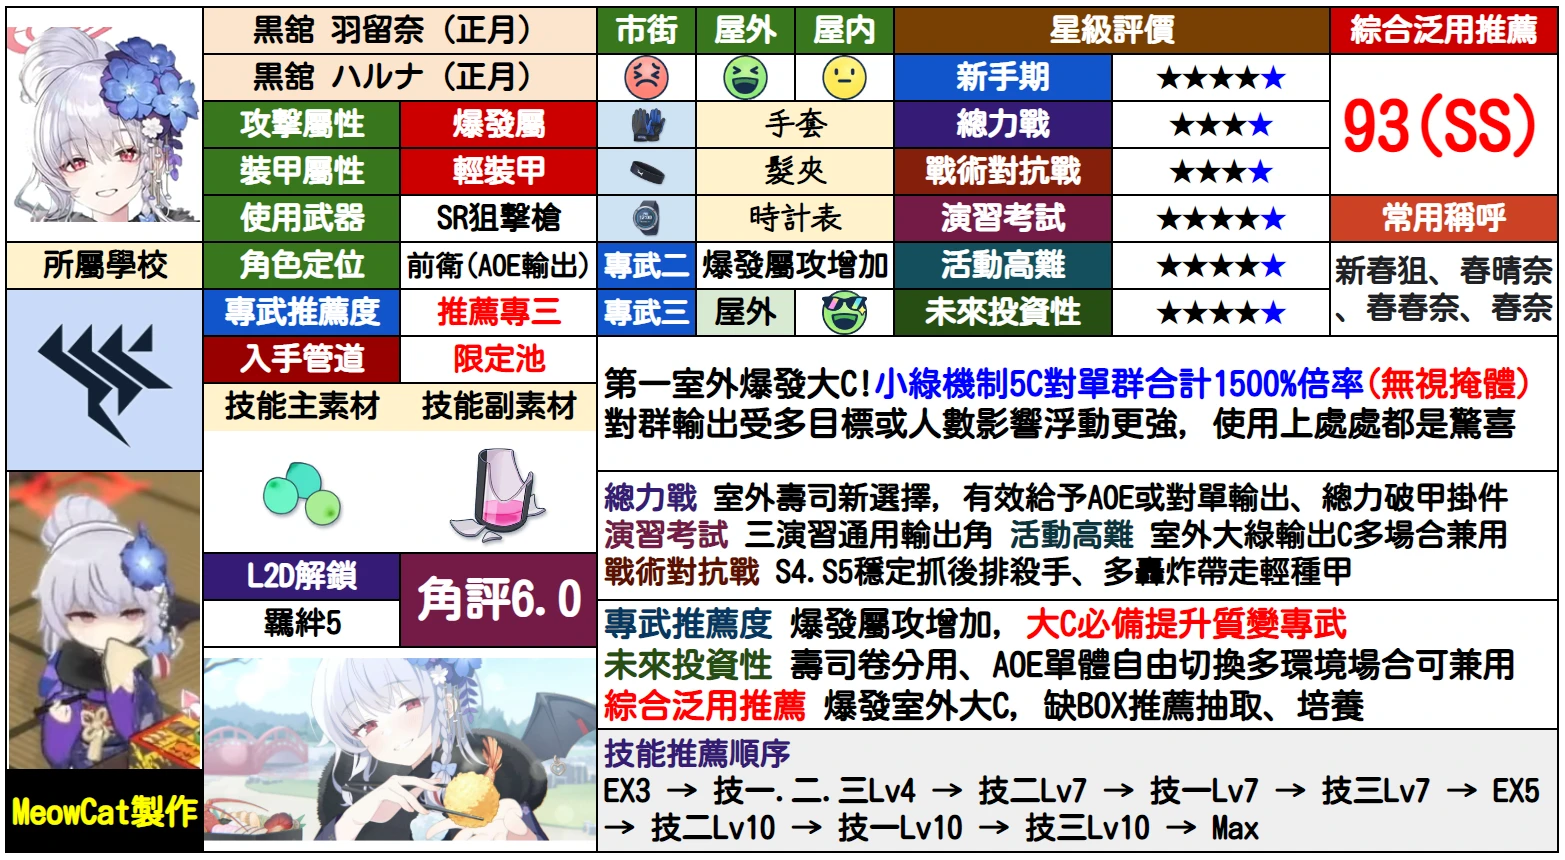 黒舘 羽留奈 (正月)
黒舘 ハルナ (正月)
攻擊屬性 爆發屬
裝甲屬性 輕裝甲
使用武器 SR狙擊槍
所屬學校
角色定位 前衛(AOE輸出)
專武推薦度 推薦專三
入手管道 限定池
技能主素材 技能副素材
L2D解鎖
羈絆5
角評6.0
MeowCat製作
市街 屋外 屋内
手套
髮夾
時計表
專武二 爆發屬攻增加
專武三 屋外
星級評價
新手期 ★★★★★
總力戰 ★★★★
戰術對抗戰 ★★★★
演習考試 ★★★★★
活動高難 ★★★★★
未來投資性 ★★★★★
綜合泛用推薦
93(SS)
常用稱呼
新春狙、春晴奈
、春春奈、春奈
第一室外爆發大C!小綠機制5C對單群合計1500%倍率(無視掩體)
對群輸出受多目標或人數影響浮動更強, 使用上處處都是驚喜
總力戰 室外壽司新選擇, 有效給予AOE或對單輸出、總力破甲掛件
演習考試 三演習通用輸出角 活動高難 室外大綠輸出C多場合兼用
戰術對抗戰 S4.S5穩定抓後排殺手、多轟炸帶走輕種甲
專武推薦度 爆發屬攻增加, 大C必備提升質變專武
未來投資性 壽司卷分用、AOE單體自由切換多環境場合可兼用
綜合泛用推薦 爆發室外大C, 缺BOX推薦抽取、培養
技能推薦順序
EX3 → 技一.二.三Lv4 → 技二Lv7 → 技一Lv7 → 技三Lv7 → EX5
→ 技二Lv10 → 技一Lv10 → 技三Lv10 → Max